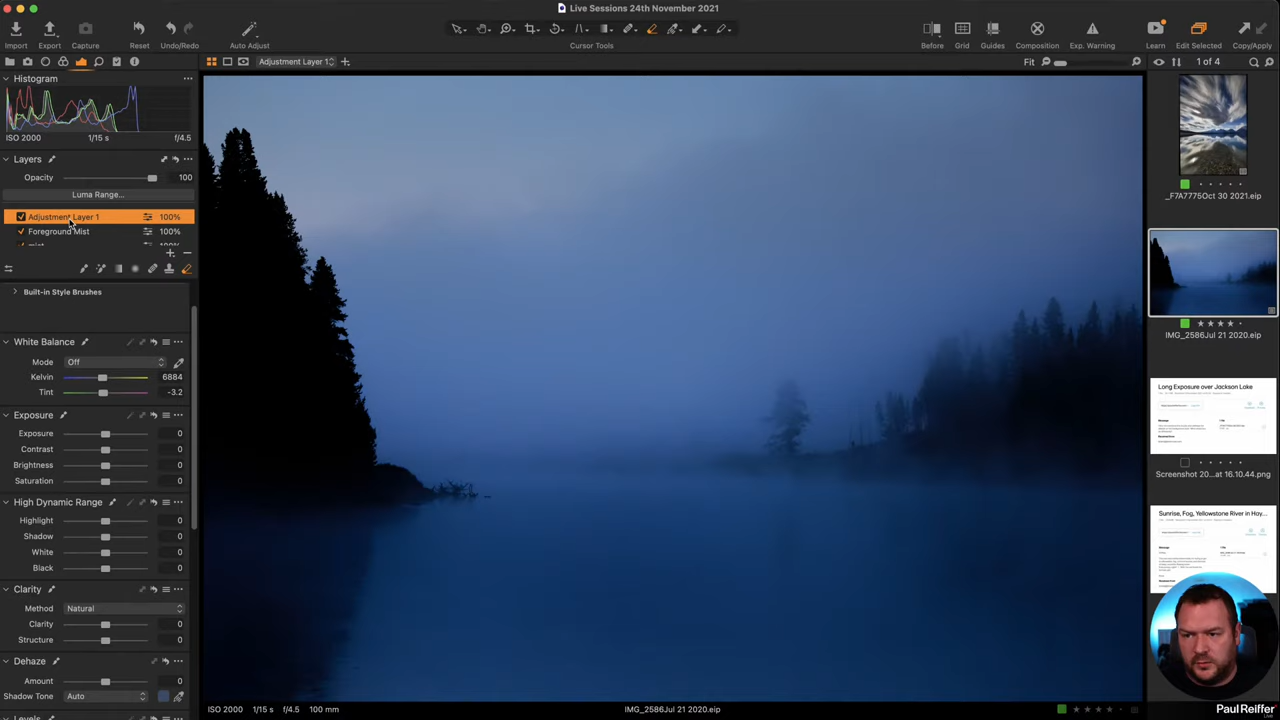 Live Sessions 24th November 2021
Import
Export
Capture
Reset
Undo/Redo
Auto Adjust
Cursor Tools
Before
Grid
Guides
Composition
Exp. Warning
Learn
Edit Selected
Copy/Apply
Adjustment Layer 1
Fit
1 of 4
Histogram
ISO 2000
1/15 s
f/4.5
Layers
Opacity
100
Luma Range...
Adjustment Layer 1
100%
Foreground Mist
100%
mist
100%
Built-in Style Brushes
White Balance
Mode
Off
Kelvin
6884
Tint
-3.2
Exposure
Exposure
0
Contrast
0
Brightness
0
Saturation
0
High Dynamic Range
Highlight
0
Shadow
0
White
0
Black
0
Clarity
Method
Natural
Clarity
0
Structure
0
Dehaze
Amount
0
Shadow Tone
Auto
Levels
ISO 2000
1/15 s
f/4.5
100 mm
IMG_2586Jul 21 2020.eip
_F7A7775Oct 30 2021.eip
IMG_2586Jul 21 2020.eip
Long Exposure over Jackson Lake
Screenshot 20...at 16.10.44.png
Sunrise, Fog, Yellowstone River in Hay...
Paul Reiffer
Live